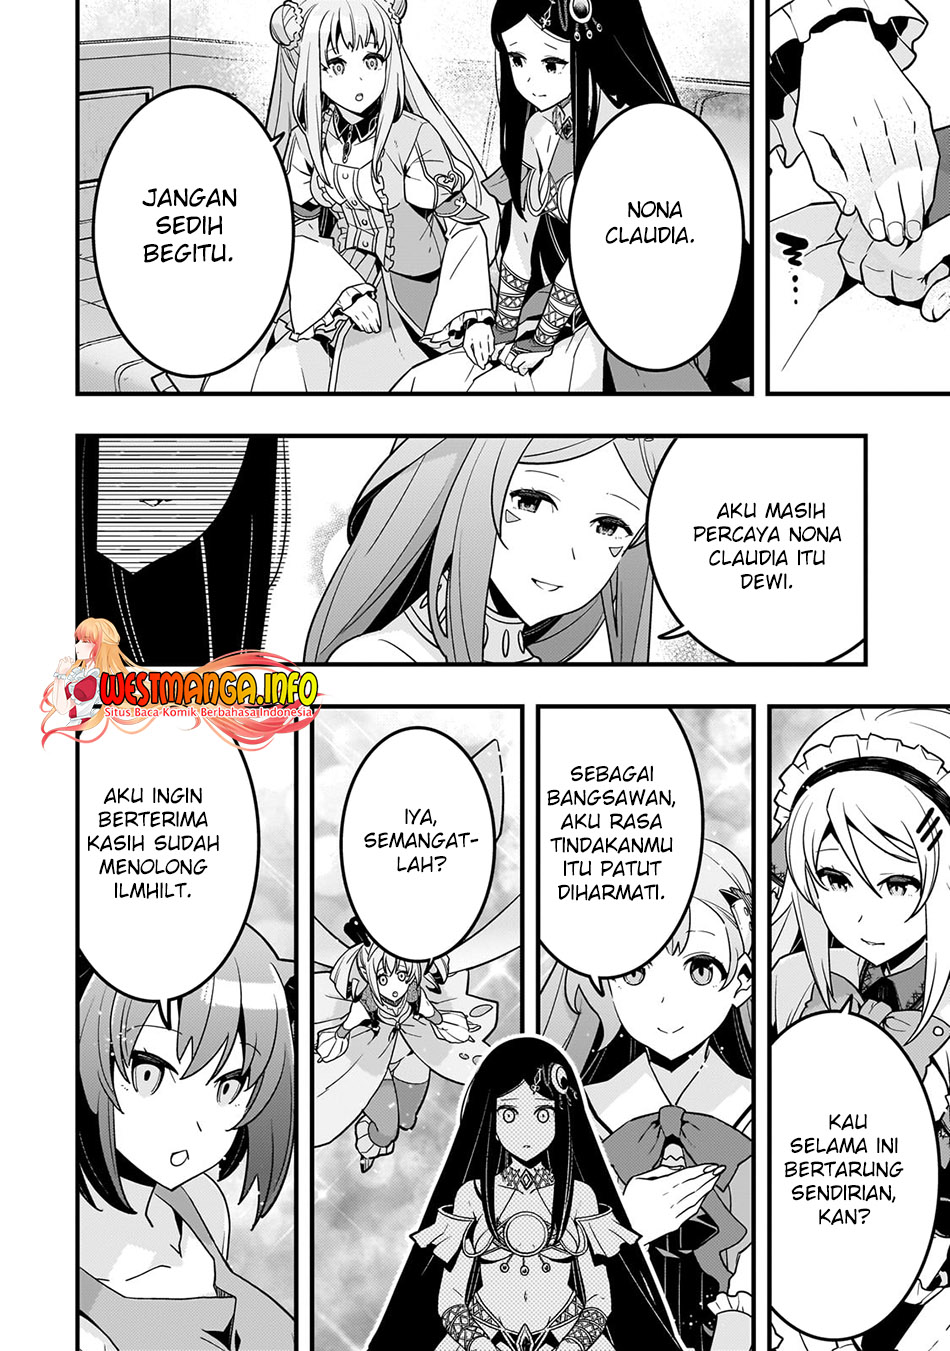 NONA
CLAUDIA.
JANGAN
SEDIH
BEGITU.
AKU MASIH
PERCAYA NONA
CLAUDIA ITU
DEWI.
WESTMANGA.INFO
Situs Baca Komik Berbahasa Indonesia
KAU
SELAMA INI
BERTARUNG
SENDIRIAN,
KAN?
SEBAGAI
BANGSAWAN,
AKU RASA
TINDAKANMU
ITU PATUT
DIHARMATI.
IYA,
SEMANGAT-
LAH?
AKU INGIN
BERTERIMA
KASIH SUDAH
MENOLONG
ILMHILT.